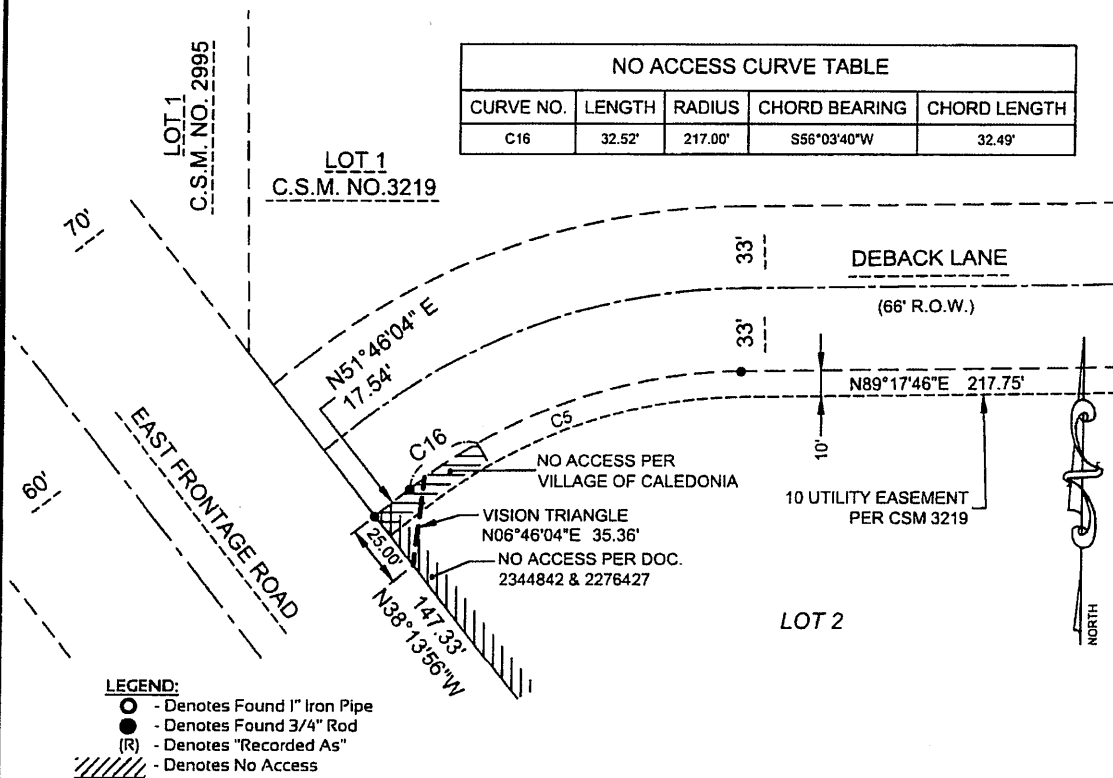 NO ACCESS CURVE TABLE
CURVE NO. LENGTH RADIUS CHORD BEARING CHORD LENGTH
C16 32.52' 217.00' S56°03'40"W 32.49'
LOT 1
C.S.M. NO. 2995
LOT 1
C.S.M. NO.3219
70'
33'
DEBACK LANE
(66' R.O.W.)
33'
N51°46'04" E
17.54'
N89°17'46"E 217.75'
10'
C5
C16
EAST FRONTAGE ROAD
60'
NO ACCESS PER
VILLAGE OF CALEDONIA
VISION TRIANGLE
N06°46'04"E 35.36'
NO ACCESS PER DOC.
2344842 & 2276427
10 UTILITY EASEMENT
PER CSM 3219
25.00'
147.33'
N38°13'56"W
LOT 2
NORTH
LEGEND:
- Denotes Found 1" Iron Pipe
- Denotes Found 3/4" Rod
(R) - Denotes "Recorded As"
- Denotes No Access